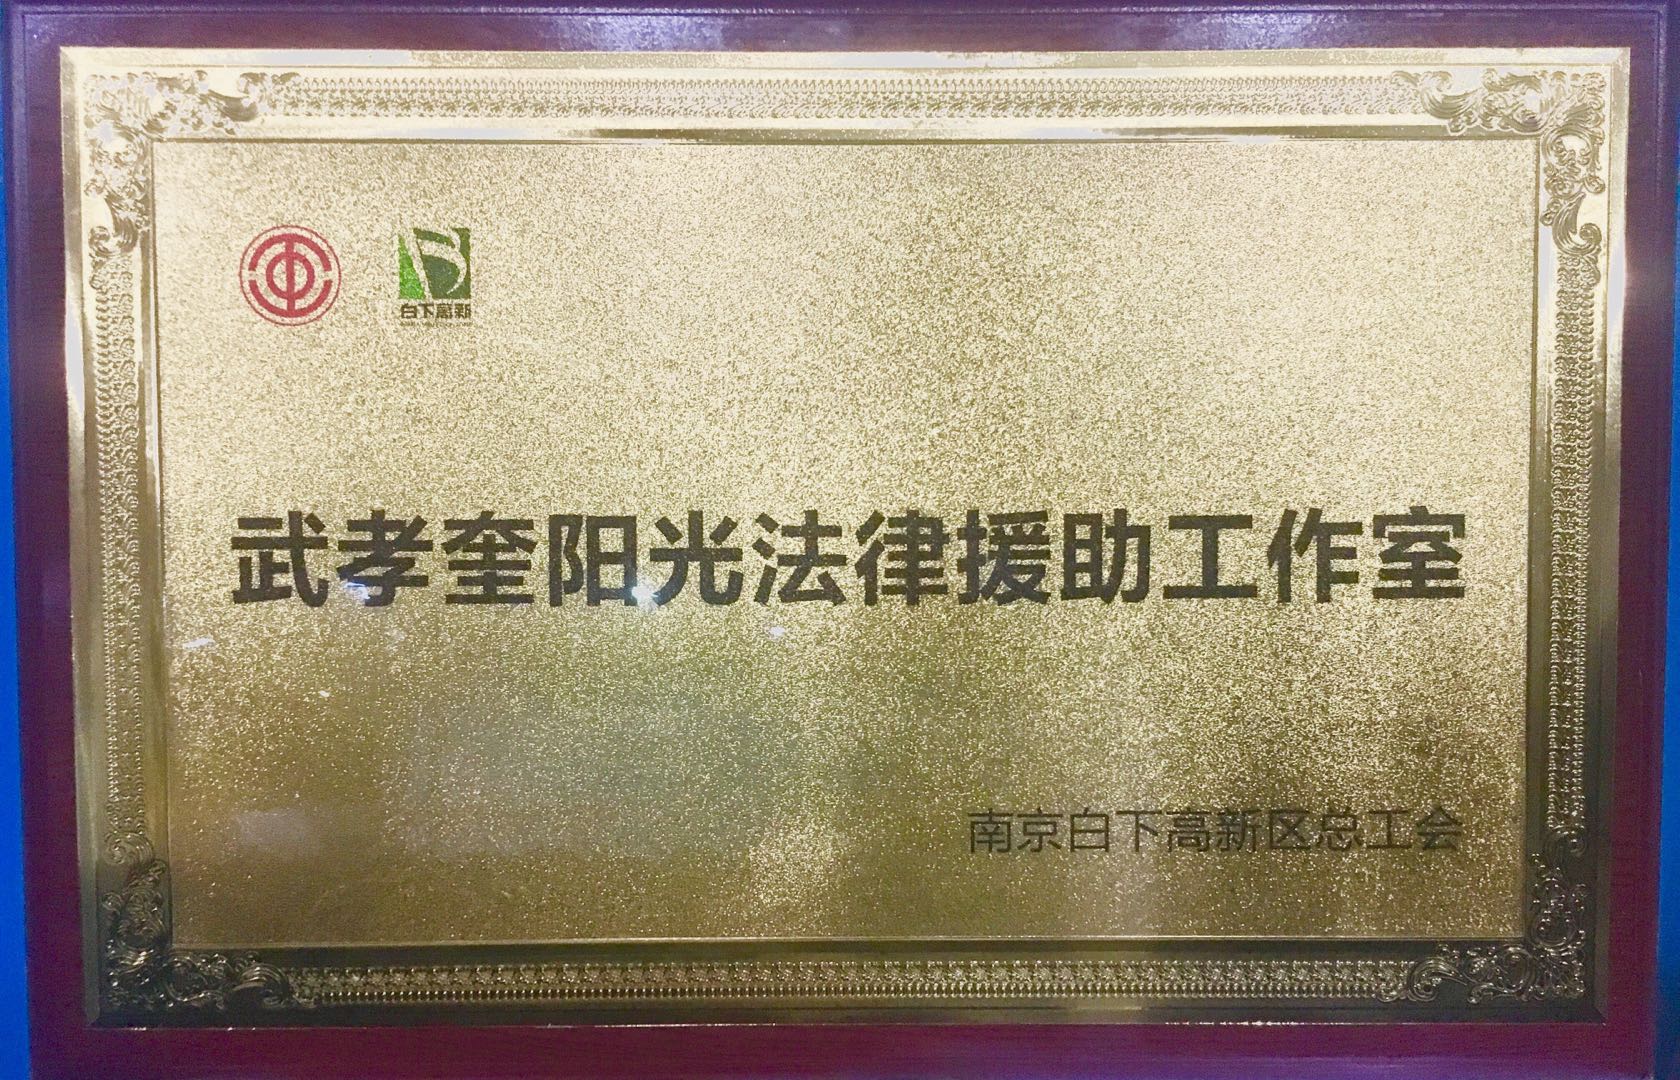 白下高新
武孝奎阳光法律援助工作室
南京白下高新区总工会